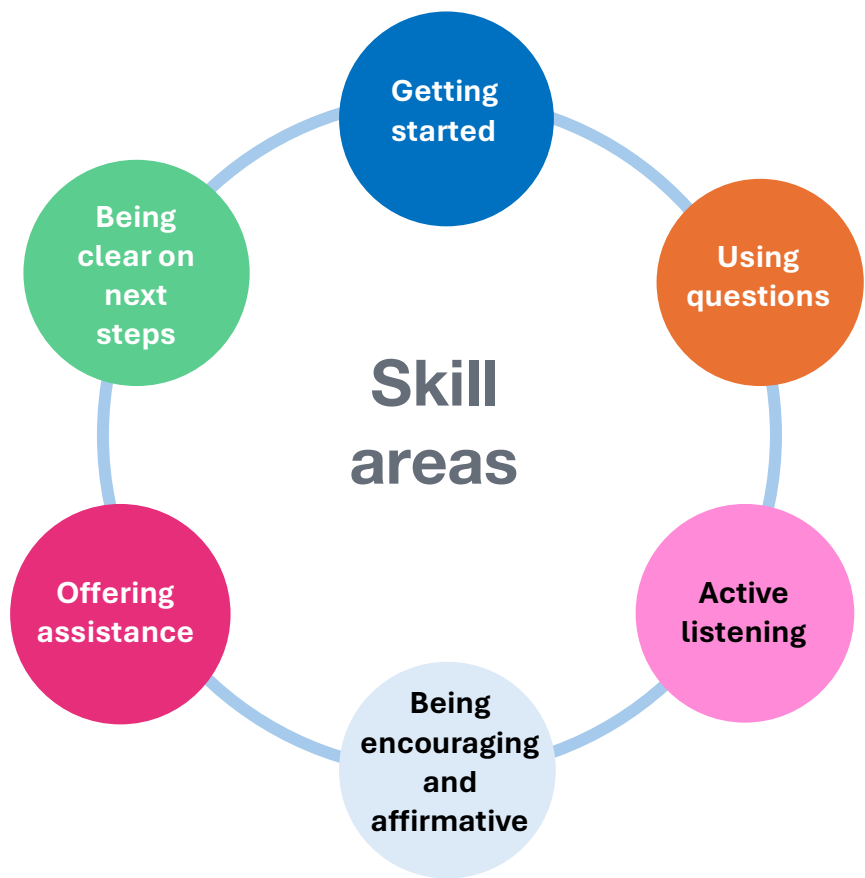 Getting
started
Using
questions
Active
listening
Being
encouraging
and
affirmative
Offering
assistance
Being
clear on
next
steps
Skill
areas